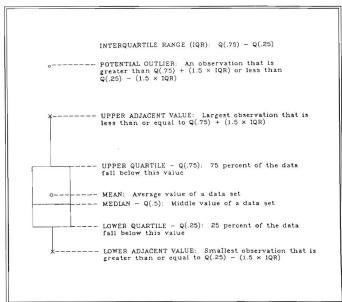 INTERQUARTILE RANGE (IQR): Q(.75) - Q(.25)
POTENTIAL OUTLIER: An observation that is
greater than Q(.75) + (1.5 × IQR) or less than
Q(.25) - (1.5 × IQR)
UPPER ADJACENT VALUE: Largest observation that is
less than or equal to Q(.75) + (1.5 × IQR)
UPPER QUARTILE - Q(.75): 75 percent of the data
fall below this value
MEAN: Average value of a data set
MEDIAN - Q(.5): Middle value of a data set
LOWER QUARTILE - Q(.25): 25 percent of the data
fall below this value
LOWER ADJACENT VALUE: Smallest observation that is
greater than or equal to Q(.25) - (1.5 × IQR)